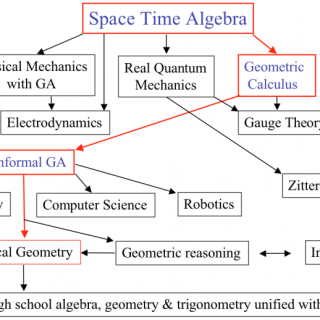 Space Time Algebra
sical Mechanics
with GA
Real Quantum
Mechanics
Geometric
Calculus
Electrodynamics
Gauge Theory
nformal GA
Zitter
y
Computer Science
Robotics
cal Geometry
Geometric reasoning
In
gh school algebra, geometry & trigonometry unified with